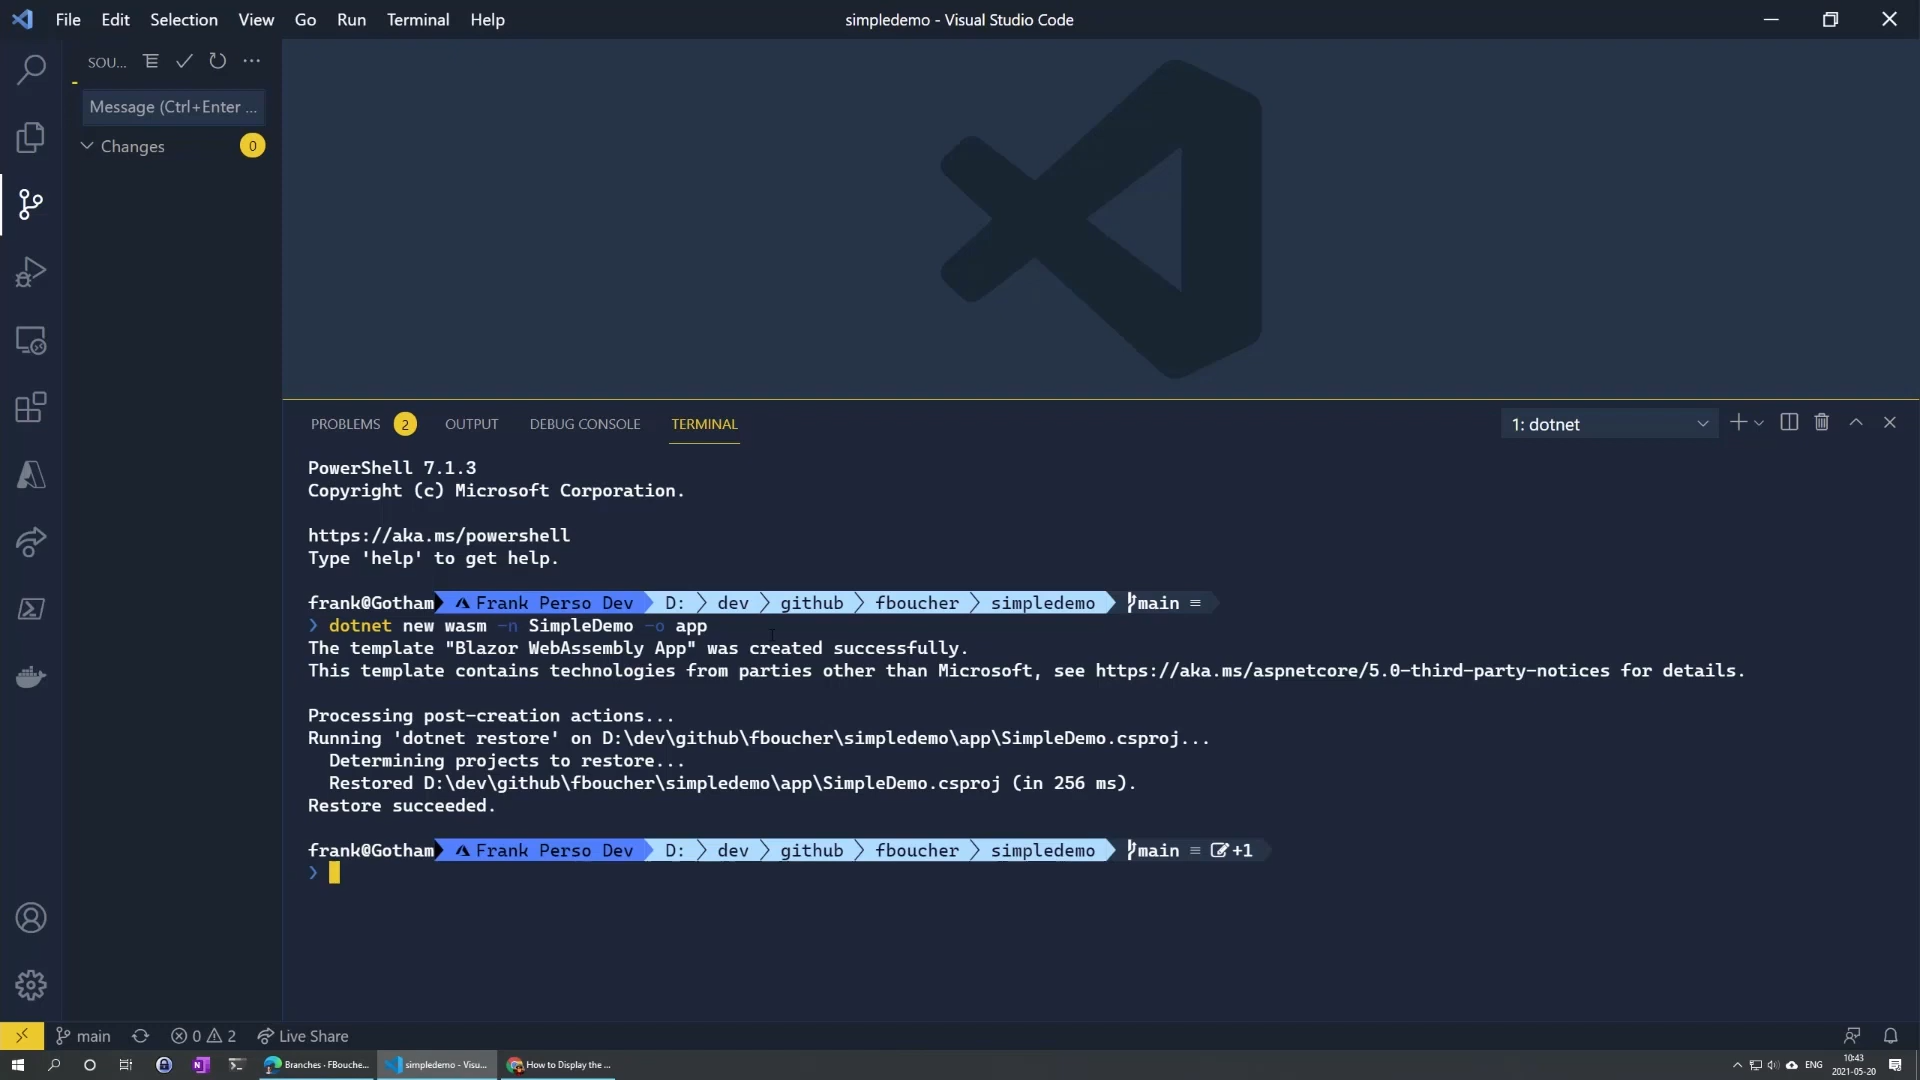 File Edit Selection View Go Run Terminal Help
simpledemo - Visual Studio Code
SOU...
Message (Ctrl+Enter ...
Changes 0
PROBLEMS 2 OUTPUT DEBUG CONSOLE TERMINAL
1: dotnet
PowerShell 7.1.3
Copyright (c) Microsoft Corporation.
https://aka.ms/powershell
Type 'help' to get help.
frank@Gotham Frank Perso Dev D: dev github fboucher simpledemo main ≡
❯ dotnet new wasm -n SimpleDemo -o app
The template "Blazor WebAssembly App" was created successfully.
This template contains technologies from parties other than Microsoft, see https://aka.ms/aspnetcore/5.0-third-party-notices for details.
Processing post-creation actions...
Running 'dotnet restore' on D:\dev\github\fboucher\simpledemo\app\SimpleDemo.csproj...
Determining projects to restore...
Restored D:\dev\github\fboucher\simpledemo\app\SimpleDemo.csproj (in 256 ms).
Restore succeeded.
frank@Gotham Frank Perso Dev D: dev github fboucher simpledemo main ≡ +1
❯
main 0 2 Live Share
Branches · FBouche... simpledemo - Visu... How to Display the ...
ENG
10:43
2021-05-20